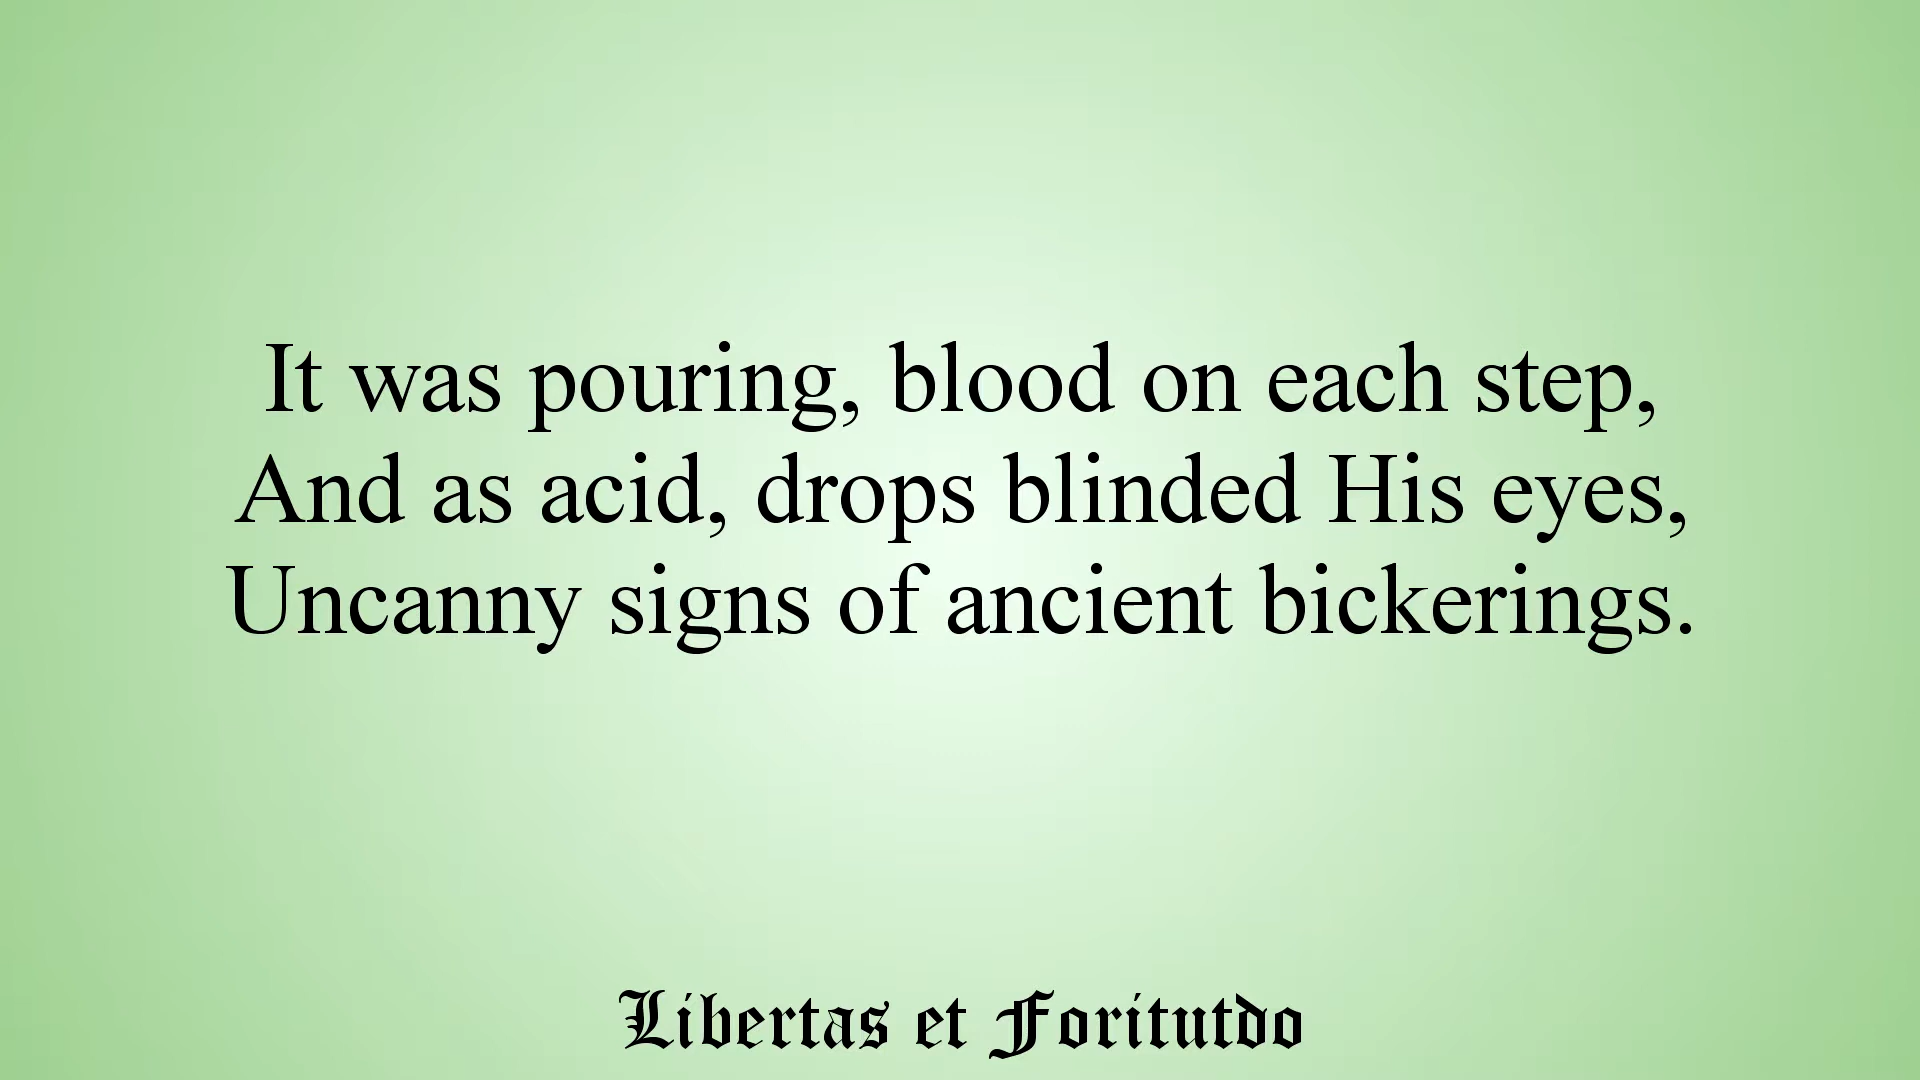 It was pouring, blood on each step,
And as acid, drops blinded His eyes,
Uncanny signs of ancient bickerings.
Libertas et Foritutdo